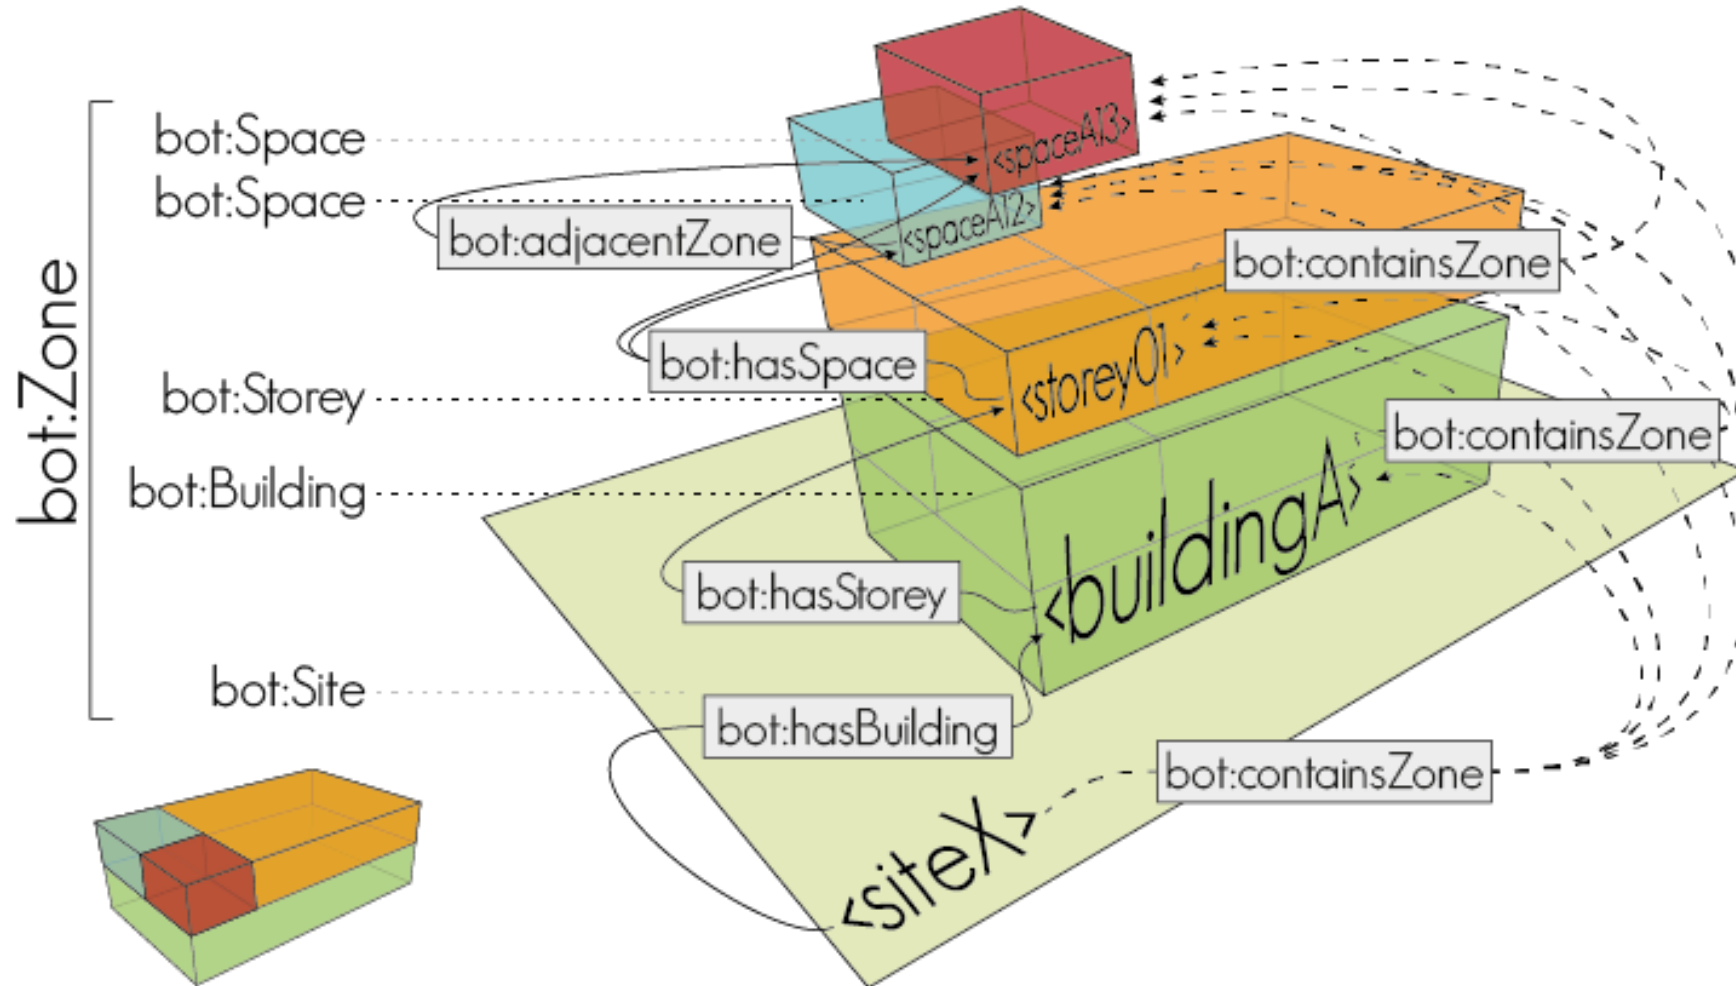 bot:Zone
bot:Space
bot:Space
bot:Storey
bot:Building
bot:Site
<spaceA13>
<spaceA12>
bot:adjacentZone
bot:containsZone
bot:hasSpace
<storey01>
bot:containsZone
<buildingA>
bot:hasStorey
bot:hasBuilding
bot:containsZone
<siteX>